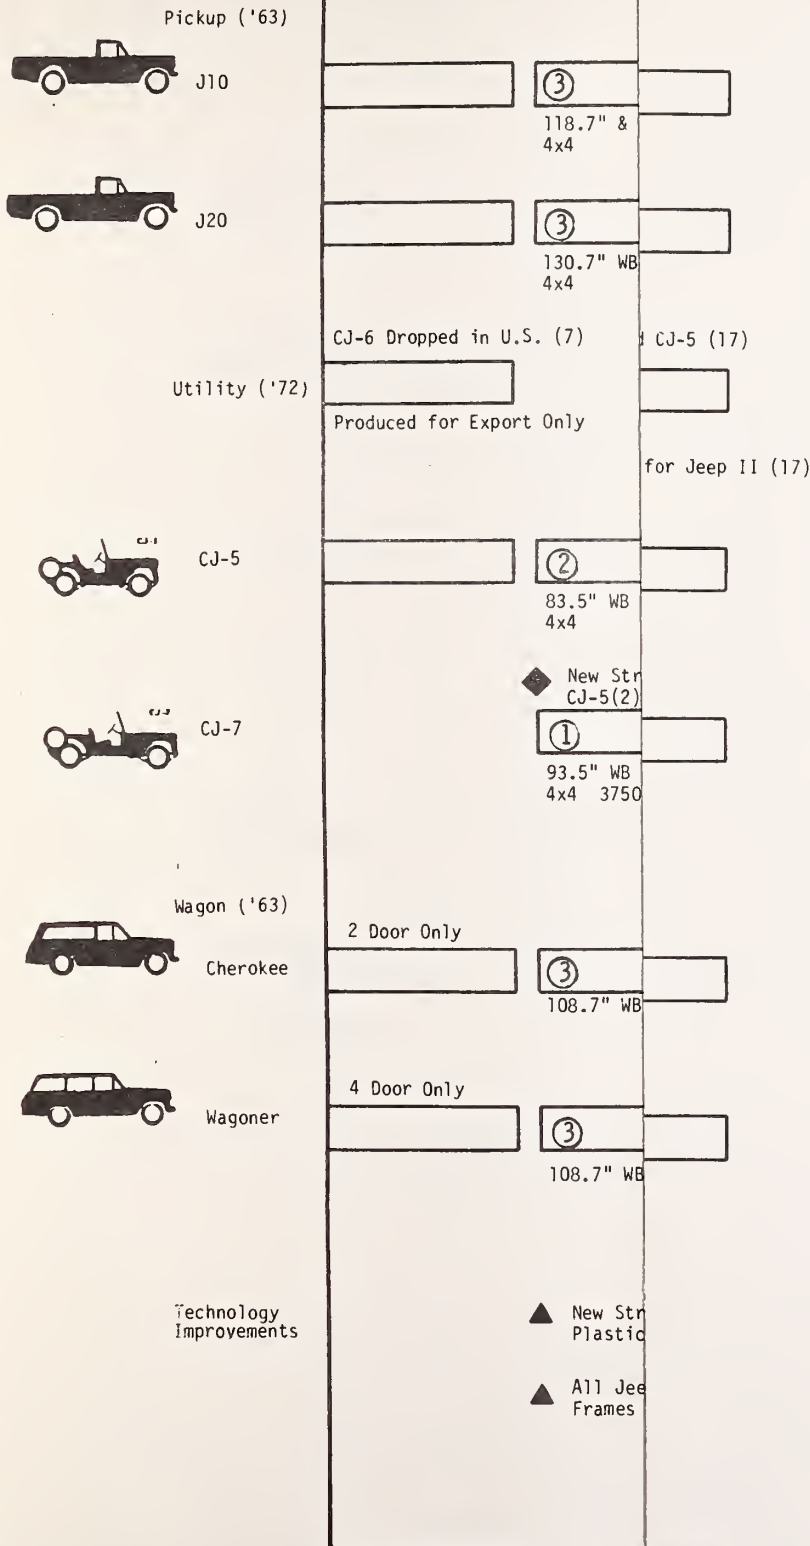 Pickup ('63)
J10
③
118.7" &
4x4
J20
③
130.7" WB
4x4
CJ-6 Dropped in U.S. (7)
CJ-5 (17)
Utility ('72)
Produced for Export Only
for Jeep II (17)
CJ-5
②
83.5" WB
4x4
New Str
CJ-5(2)
CJ-7
①
93.5" WB
4x4 3750
Wagon ('63)
2 Door Only
Cherokee
③
108.7" WB
4 Door Only
Wagoner
③
108.7" WB
Technology
Improvements
New Str
Plastic
All Jee
Frames